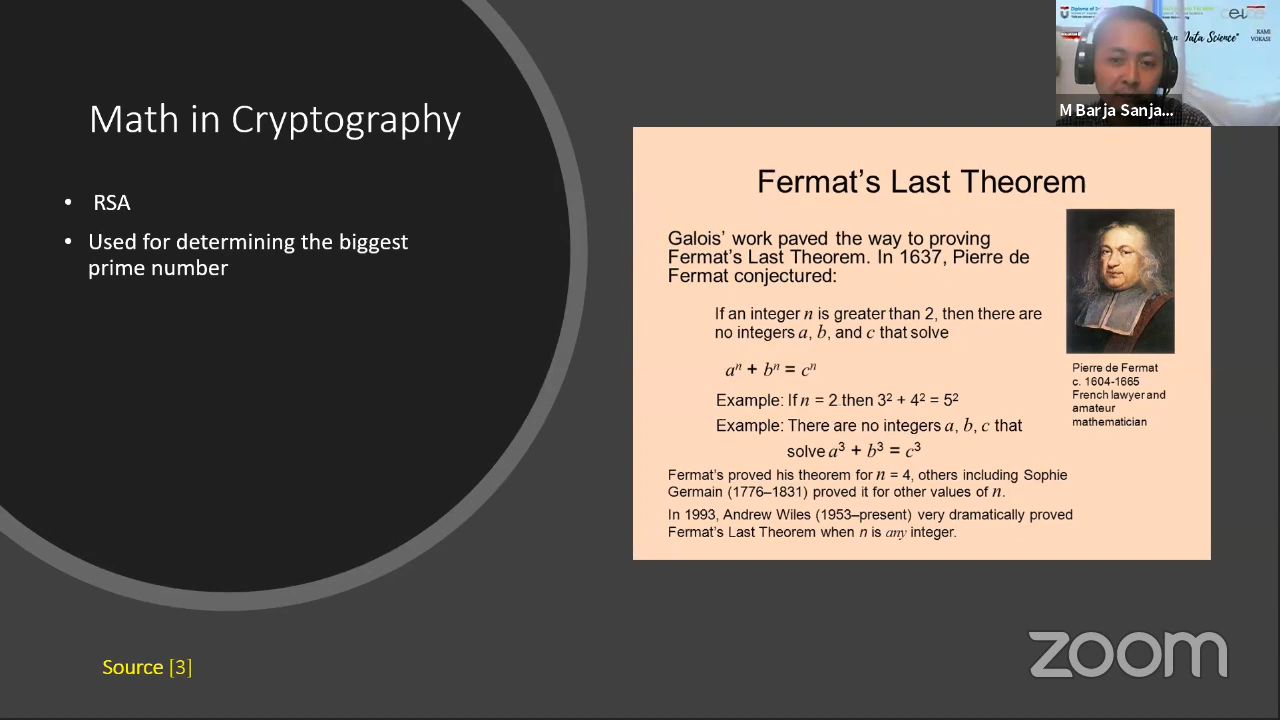 Math in Cryptography
• RSA
• Used for determining the biggest
prime number
Source [3]
Data Science"
KAMI
VOKASI
M Barja Sanja...
Fermat's Last Theorem
Galois' work paved the way to proving
Fermat's Last Theorem. In 1637, Pierre de
Fermat conjectured:
If an integer n is greater than 2, then there are
no integers a, b, and c that solve
aⁿ + bⁿ = cⁿ
Example: If n = 2 then 3² + 4² = 5²
Example: There are no integers a, b, c that
solve a³ + b³ = c³
Fermat's proved his theorem for n = 4, others including Sophie
Germain (1776–1831) proved it for other values of n.
In 1993, Andrew Wiles (1953–present) very dramatically proved
Fermat's Last Theorem when n is any integer.
Pierre de Fermat
c. 1604-1665
French lawyer and
amateur
mathematician
zoom